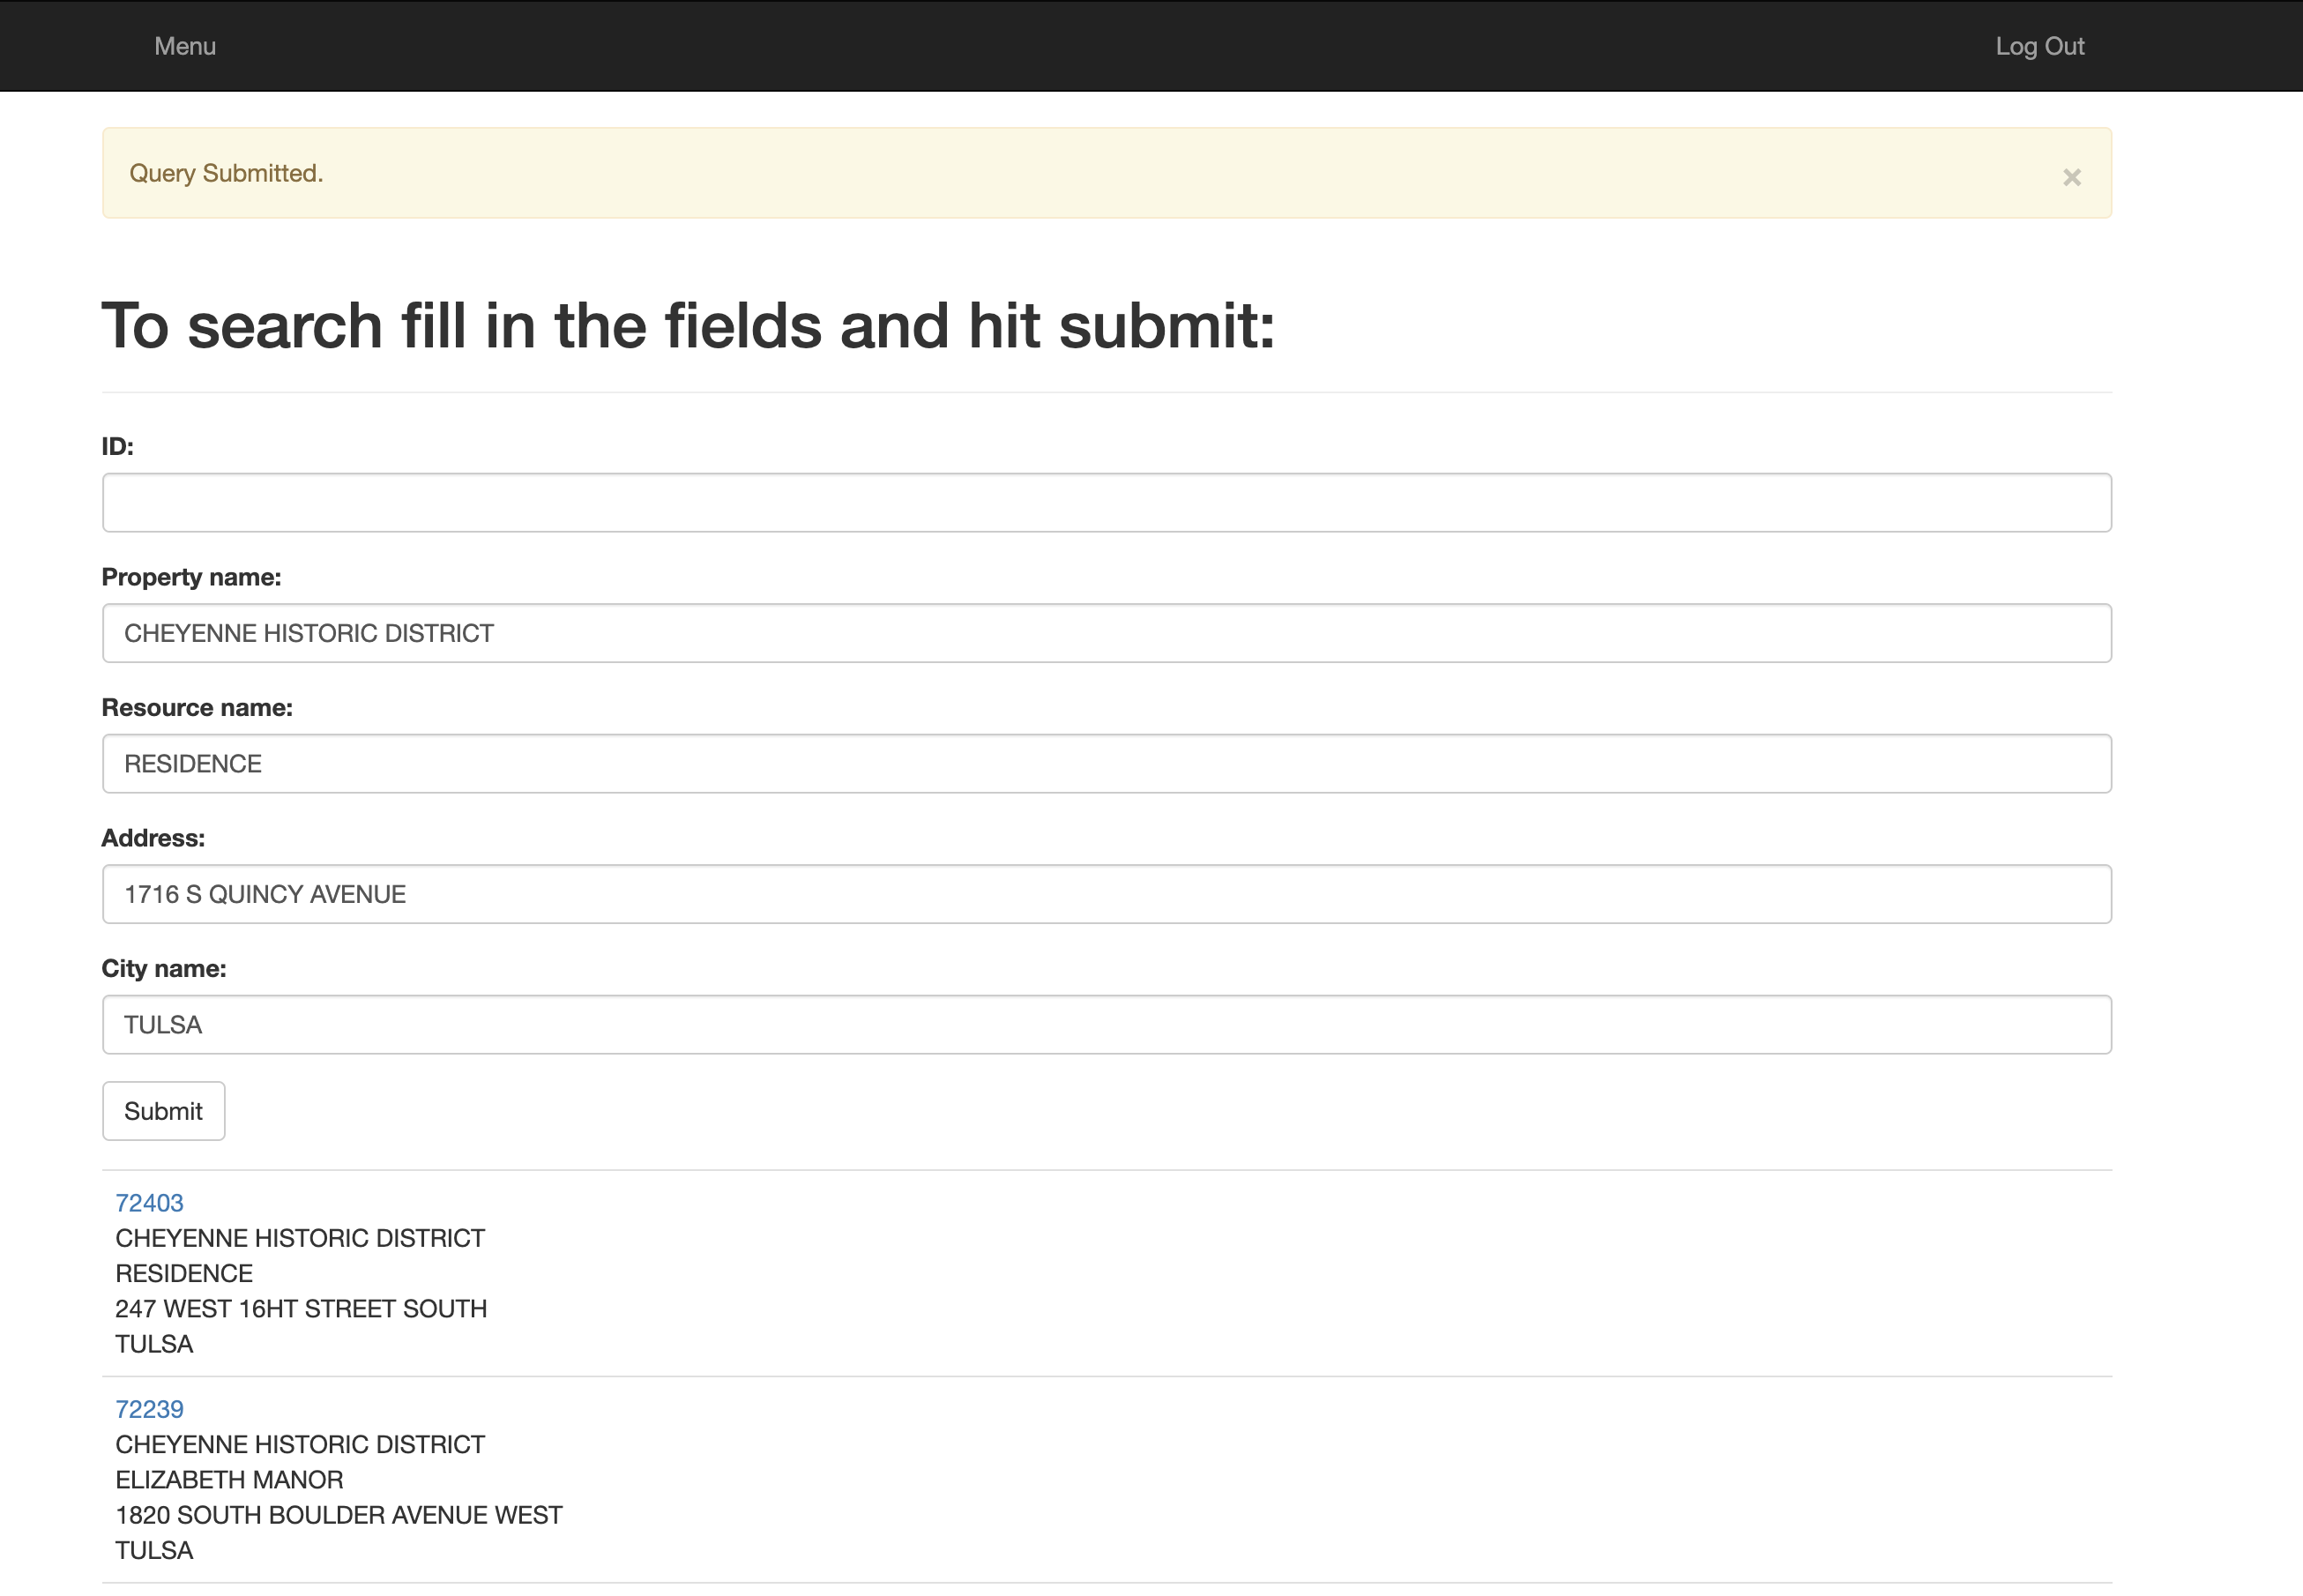 Menu
Log Out
Query Submitted.
×
To search fill in the fields and hit submit:
ID:
Property name:
CHEYENNE HISTORIC DISTRICT
Resource name:
RESIDENCE
Address:
1716 S QUINCY AVENUE
City name:
TULSA
Submit
72403
CHEYENNE HISTORIC DISTRICT
RESIDENCE
247 WEST 16HT STREET SOUTH
TULSA
72239
CHEYENNE HISTORIC DISTRICT
ELIZABETH MANOR
1820 SOUTH BOULDER AVENUE WEST
TULSA